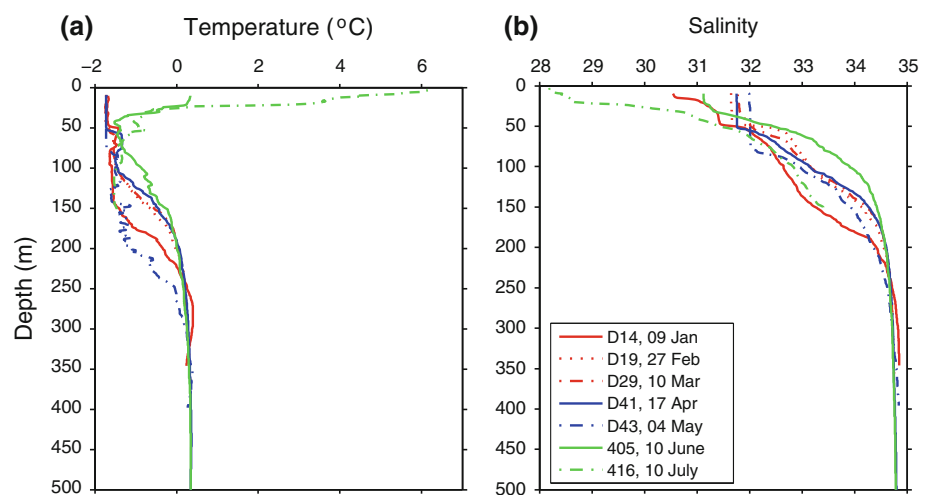 (a) Temperature (°C)
−2 0 2 4 6
0
50
100
150
200
250
300
350
400
450
500
Depth (m)
(b) Salinity
28 29 30 31 32 33 34 35
0
50
100
150
200
250
300
350
400
450
500
D14, 09 Jan
D19, 27 Feb
D29, 10 Mar
D41, 17 Apr
D43, 04 May
405, 10 June
416, 10 July